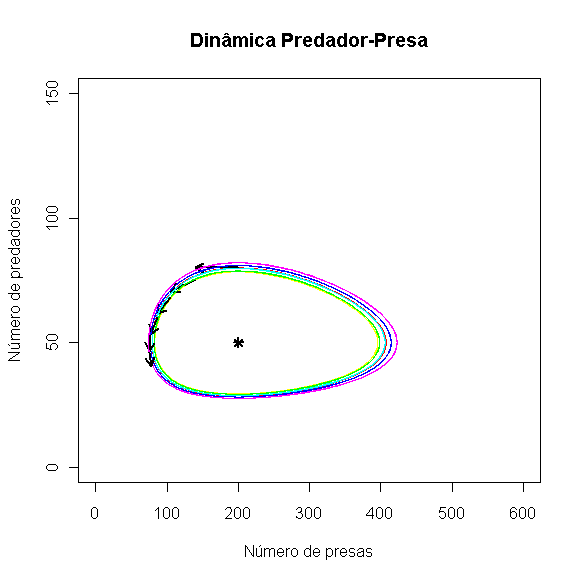 Dinâmica Predador-Presa
Número de predadores
150
100
50
0
0 100 200 300 400 500 600
Número de presas